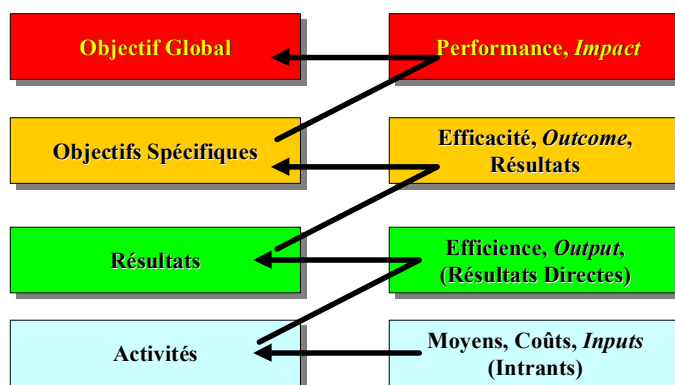 Objectif Global
Performance, Impact
Objectifs Spécifiques
Efficacité, Outcome,
Résultats
Résultats
Efficience, Output,
(Résultats Directes)
Activités
Moyens, Coûts, Inputs
(Intrants)